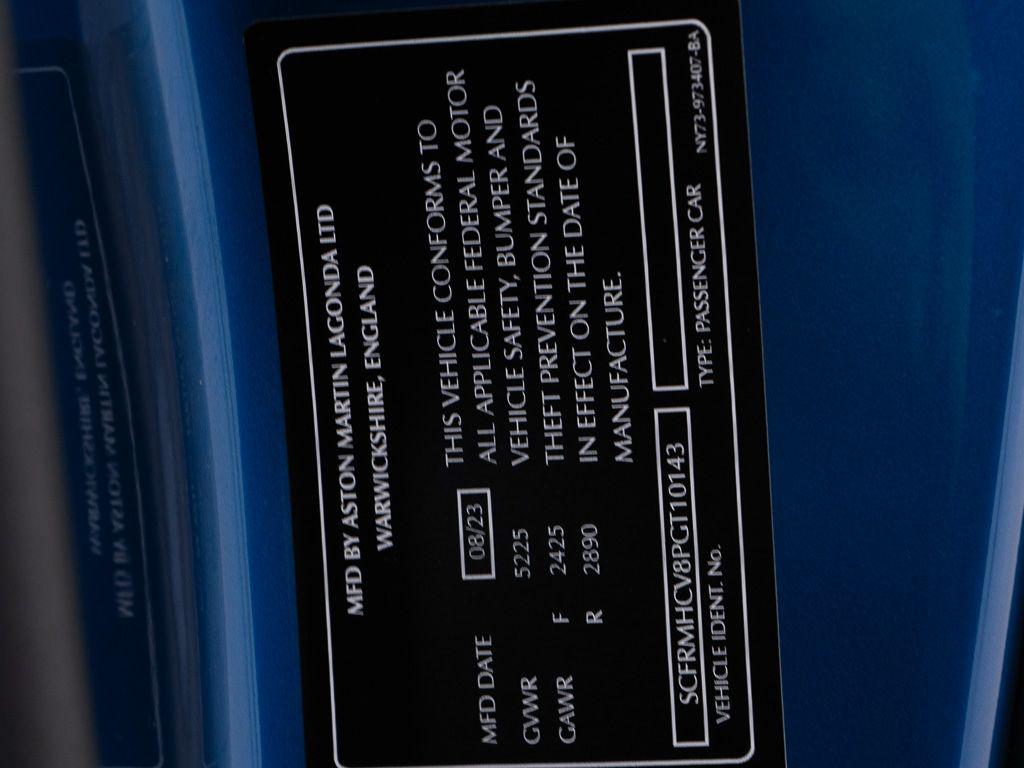 MFD BY ASTON MARTIN LAGONDA LTD
WARWICKSHIRE, ENGLAND
MFD DATE 08/23
GVWR 5225
GAWR F 2425
R 2890
THIS VEHICLE CONFORMS TO
ALL APPLICABLE FEDERAL MOTOR
VEHICLE SAFETY, BUMPER AND
THEFT PREVENTION STANDARDS
IN EFFECT ON THE DATE OF
MANUFACTURE.
SCFRMHCV8PGT10143
VEHICLE IDENT. No.
TYPE: PASSENGER CAR
NY73-973407-BA